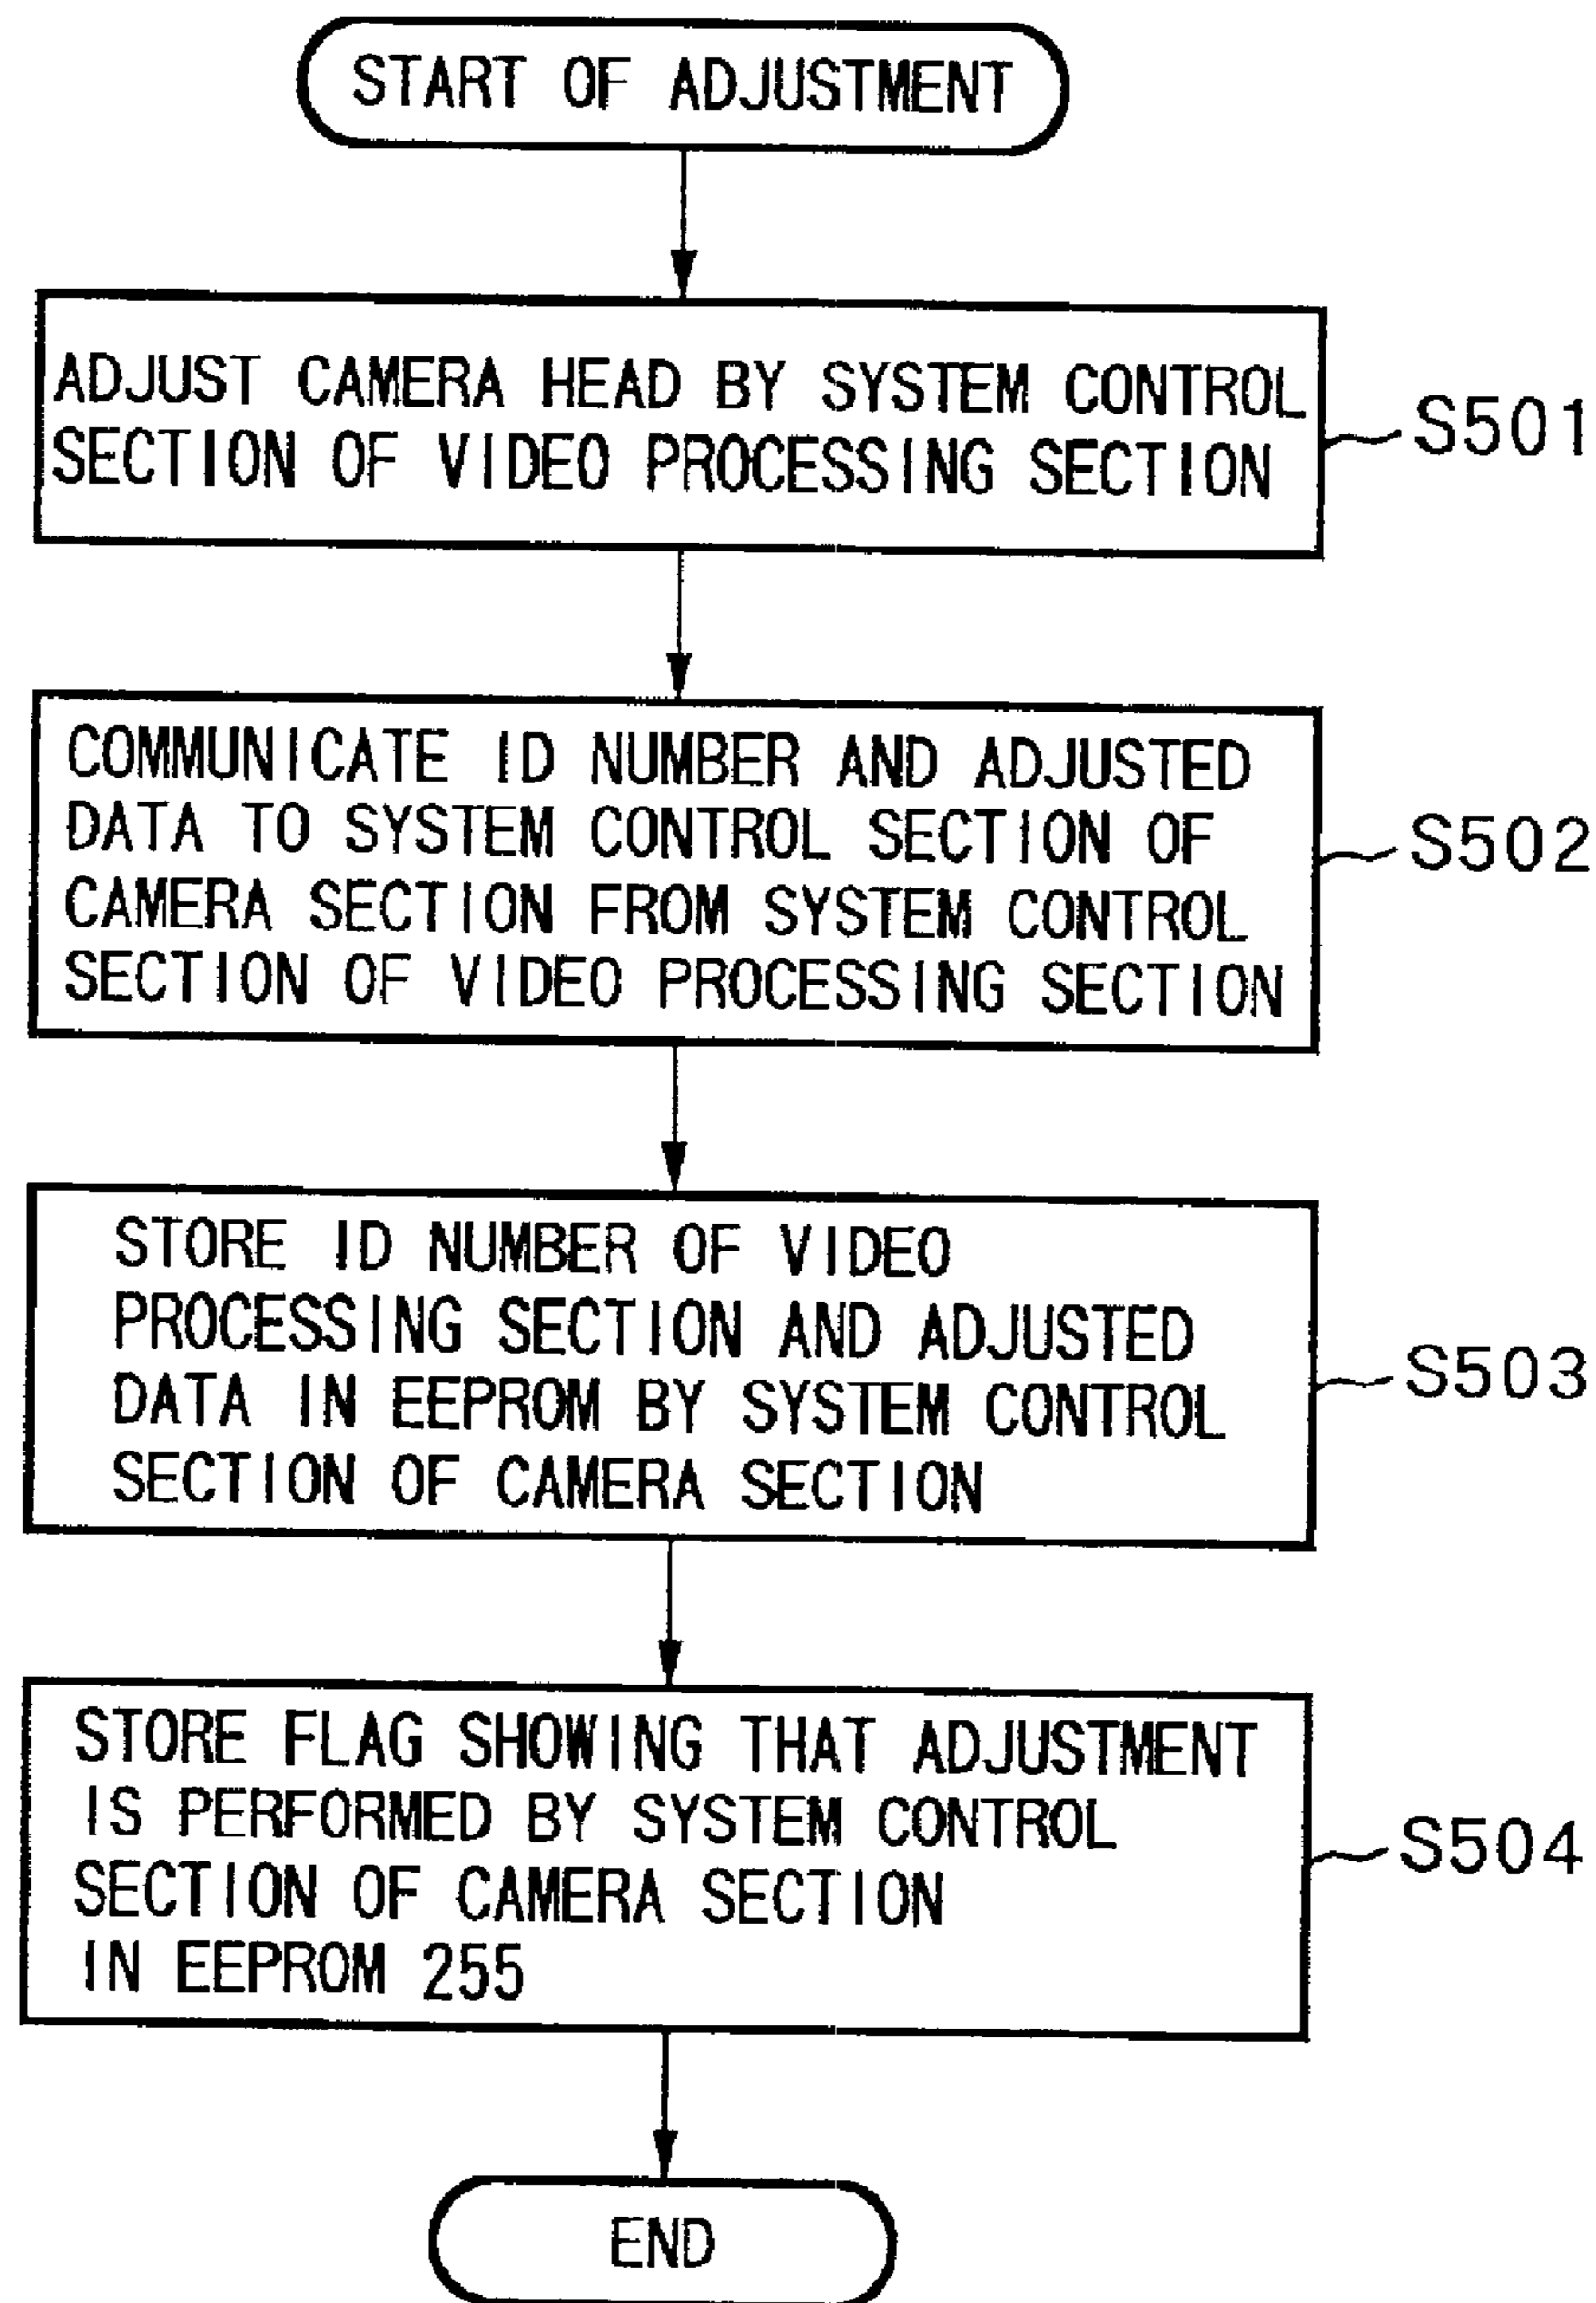 START OF ADJUSTMENT
ADJUST CAMERA HEAD BY SYSTEM CONTROL
SECTION OF VIDEO PROCESSING SECTION
S501
COMMUNICATE ID NUMBER AND ADJUSTED
DATA TO SYSTEM CONTROL SECTION OF
CAMERA SECTION FROM SYSTEM CONTROL
SECTION OF VIDEO PROCESSING SECTION
S502
STORE ID NUMBER OF VIDEO
PROCESSING SECTION AND ADJUSTED
DATA IN EEPROM BY SYSTEM CONTROL
SECTION OF CAMERA SECTION
S503
STORE FLAG SHOWING THAT ADJUSTMENT
IS PERFORMED BY SYSTEM CONTROL
SECTION OF CAMERA SECTION
IN EEPROM 255
S504
END